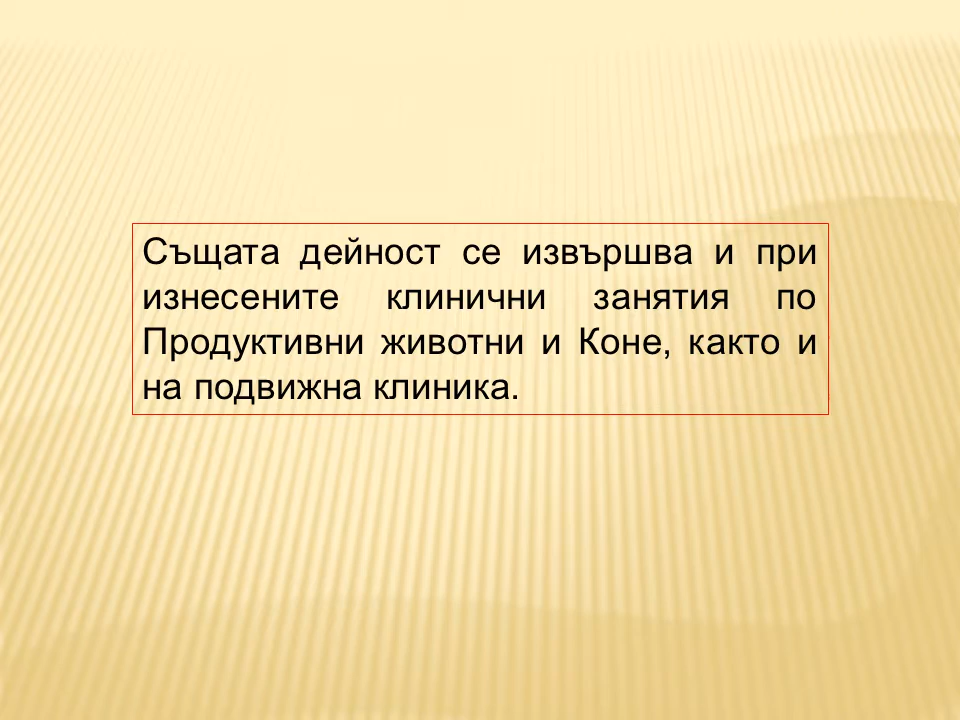 Същата дейност се извършва и при
изнесените клинични занятия по
Продуктивни животни и Коне, както и
на подвижна клиника.